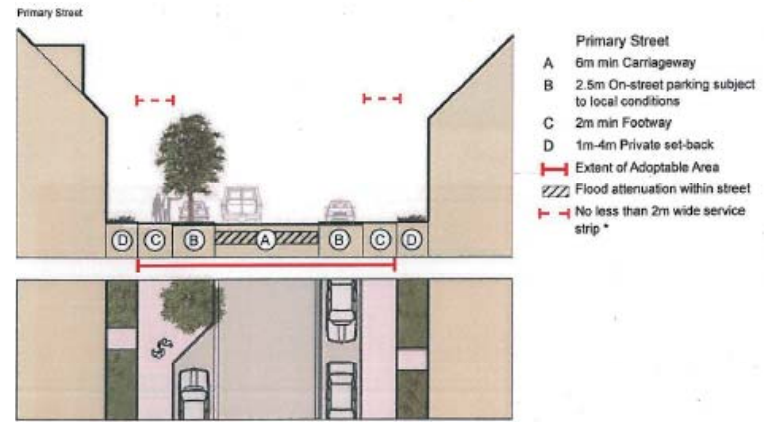 Primary Street
Primary Street
A 6m min Carriageway
B 2.5m On-street parking subject
to local conditions
C 2m min Footway
D 1m-4m Private set-back
Extent of Adoptable Area
Flood attenuation within street
No less than 2m wide service
strip *
D C B A B C D